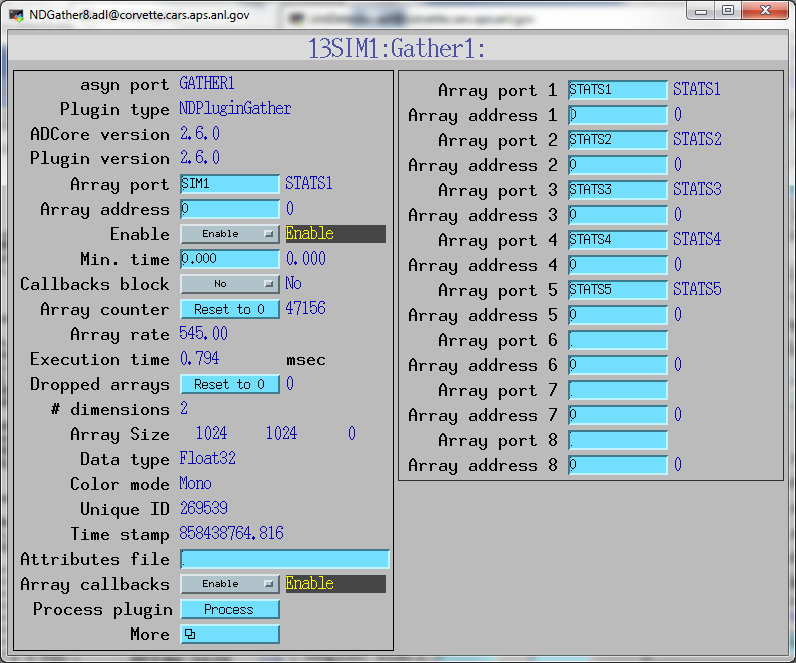 NDGather8.adl@corvette.cars.aps.anl.gov
13SIM1:Gather1:
asyn port GATHER1
Plugin type NDPluginGather
ADCore version 2.6.0
Plugin version 2.6.0
Array port SIM1 STATS1
Array address 0 0
Enable Enable Enable
Min. time 0.000 0.000
Callbacks block No No
Array counter Reset to 0 47156
Array rate 545.00
Execution time 0.794 msec
Dropped arrays Reset to 0 0
# dimensions 2
Array Size 1024 1024 0
Data type Float32
Color mode Mono
Unique ID 269539
Time stamp 858438764.816
Attributes file
Array callbacks Enable Enable
Process plugin Process
More
Array port 1 STATS1 STATS1
Array address 1 0 0
Array port 2 STATS2 STATS2
Array address 2 0 0
Array port 3 STATS3 STATS3
Array address 3 0 0
Array port 4 STATS4 STATS4
Array address 4 0 0
Array port 5 STATS5 STATS5
Array address 5 0 0
Array port 6
Array address 6 0 0
Array port 7
Array address 7 0 0
Array port 8
Array address 8 0 0